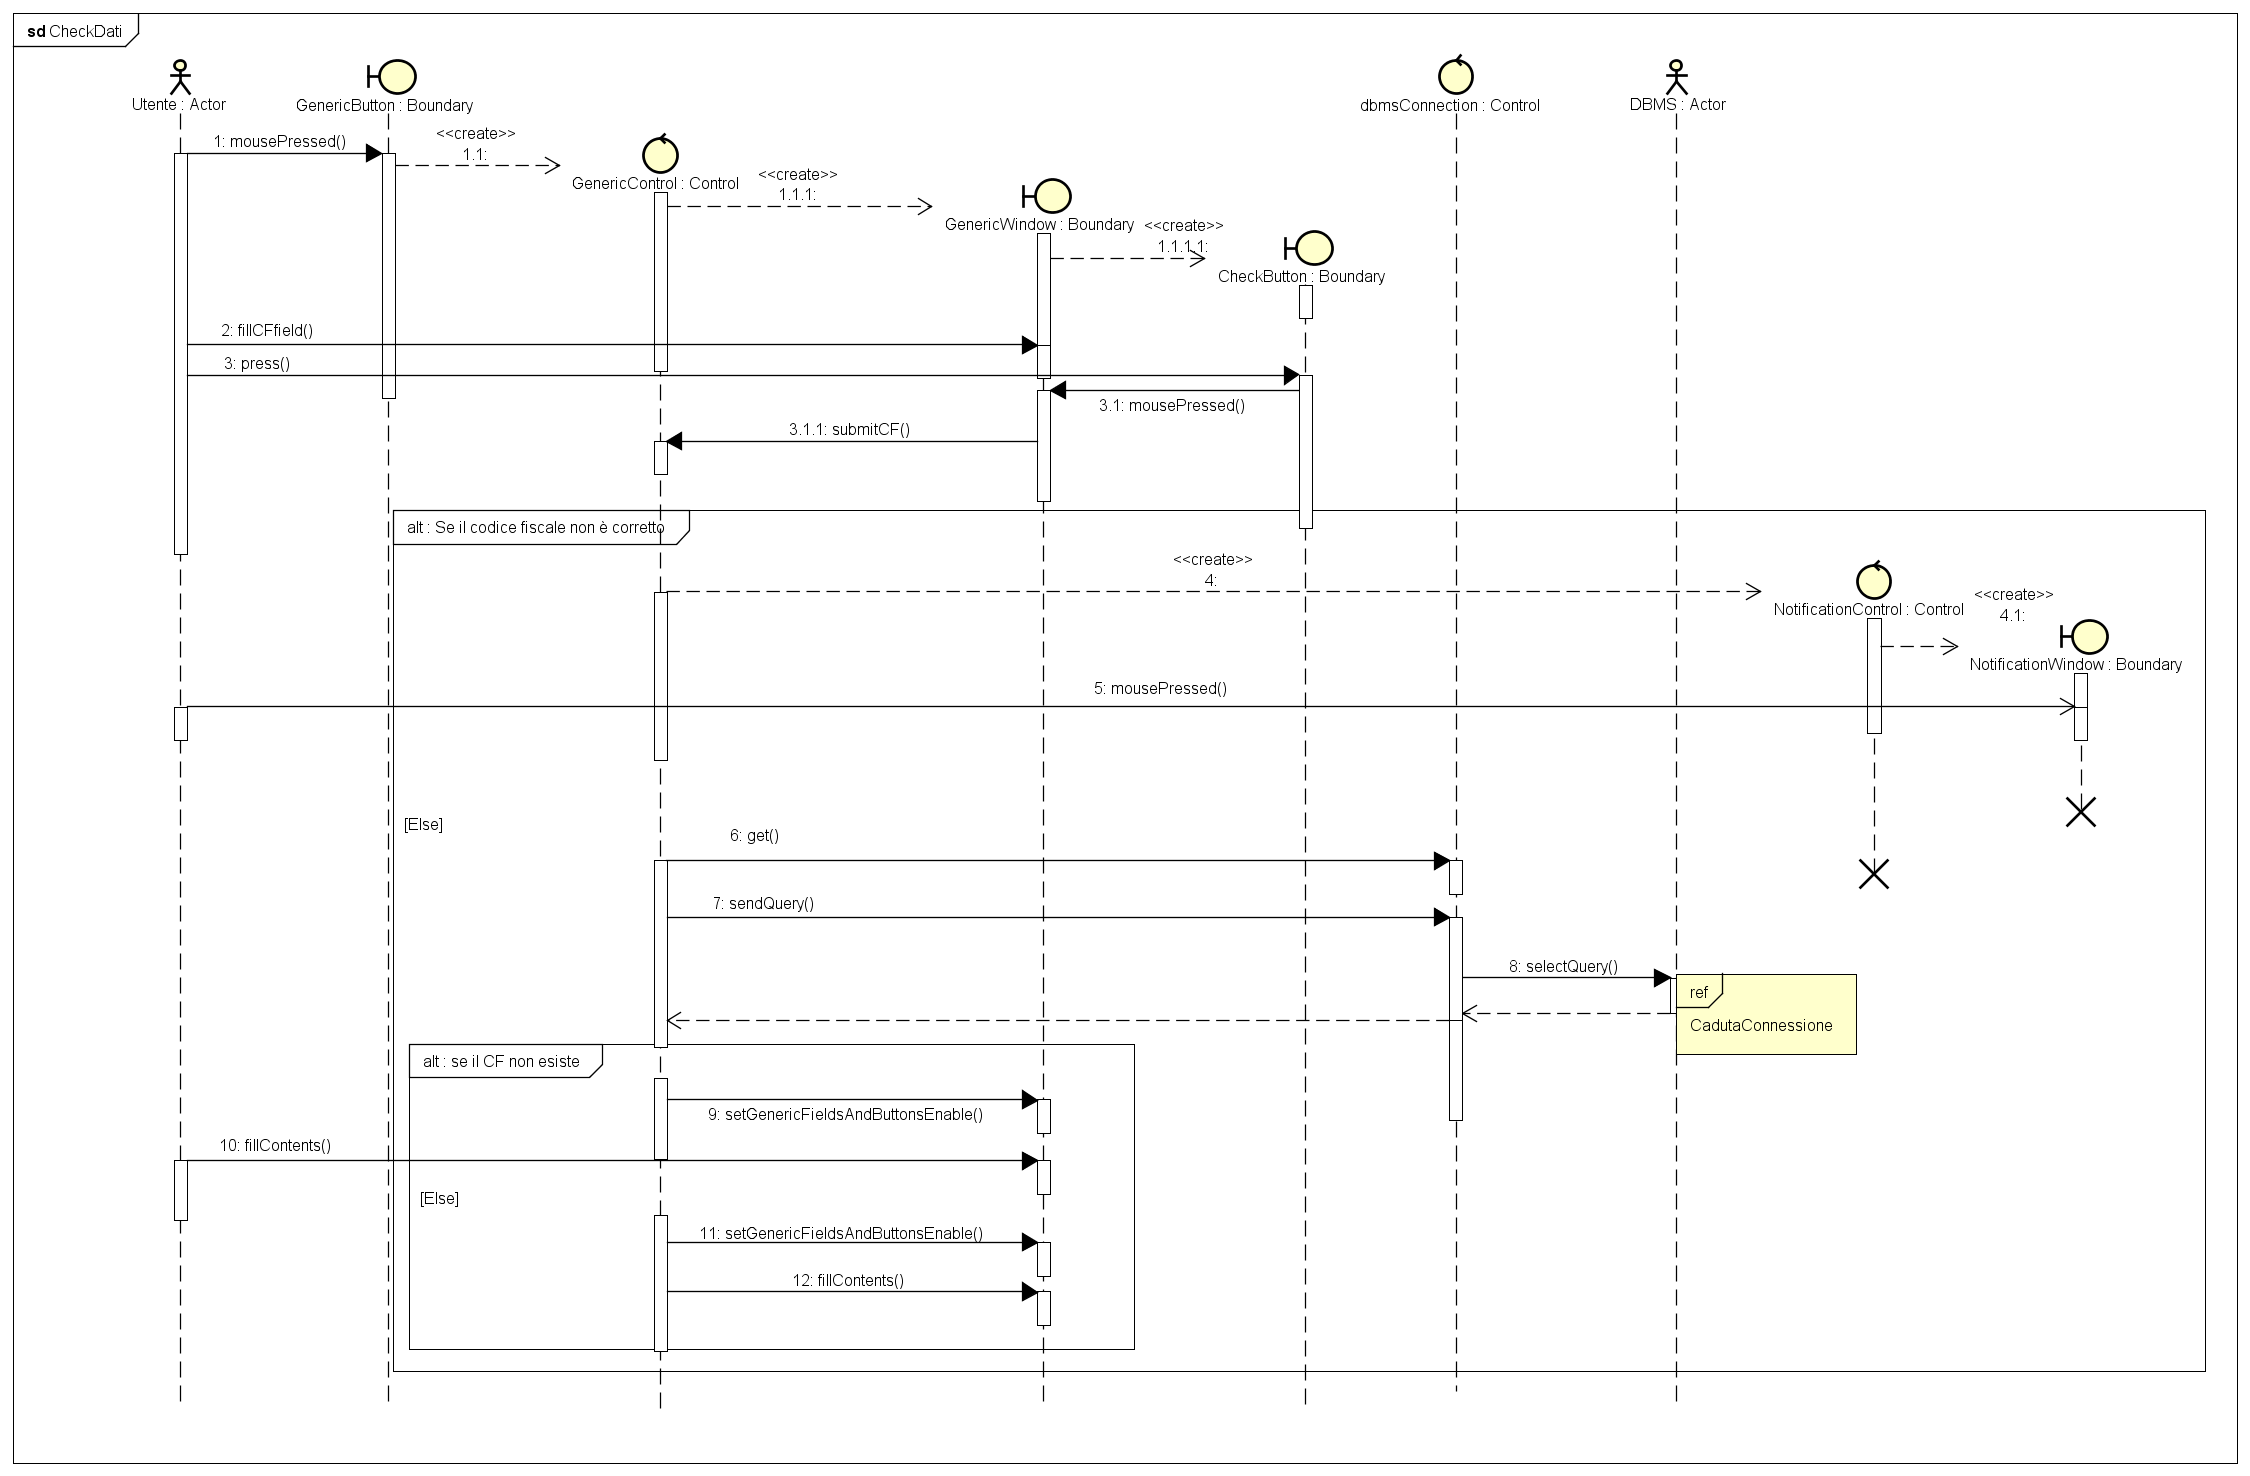 sd CheckDati
Utente : Actor
GenericButton : Boundary
dbmsConnection : Control
DBMS : Actor
1: mousePressed()
<<create>>
1.1:
GenericControl : Control
<<create>>
1.1.1:
GenericWindow : Boundary
<<create>>
1.1.1.1:
CheckButton : Boundary
2: fillCFfield()
3: press()
3.1: mousePressed()
3.1.1: submitCF()
alt : Se il codice fiscale non è corretto
<<create>>
4:
NotificationControl : Control
<<create>>
4.1:
NotificationWindow : Boundary
5: mousePressed()
[Else]
6: get()
7: sendQuery()
8: selectQuery()
ref
CadutaConnessione
alt : se il CF non esiste
9: setGenericFieldsAndButtonsEnable()
10: fillContents()
[Else]
11: setGenericFieldsAndButtonsEnable()
12: fillContents()